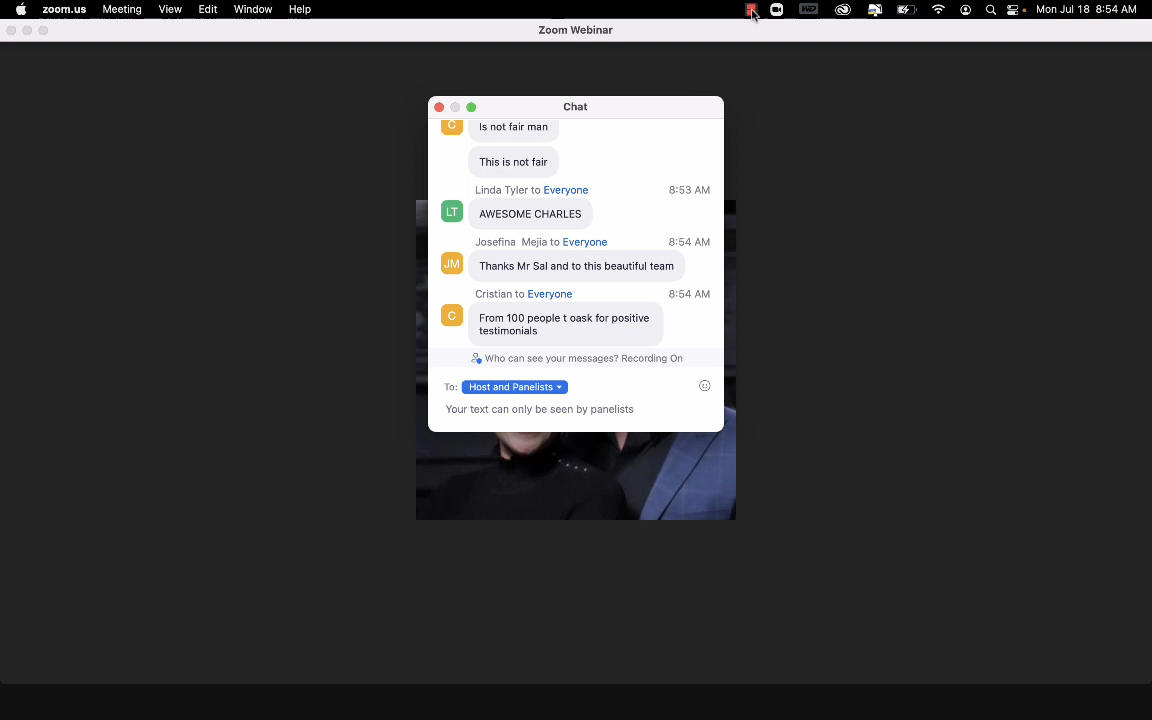 zoom.us Meeting View Edit Window Help WD Mon Jul 18 8:54 AM
Zoom Webinar
Chat
C Is not fair man
This is not fair
Linda Tyler to Everyone 8:53 AM
LT AWESOME CHARLES
Josefina Mejia to Everyone 8:54 AM
JM Thanks Mr Sal and to this beautiful team
Cristian to Everyone 8:54 AM
C From 100 people t oask for positive
testimonials
Who can see your messages? Recording On
To: Host and Panelists
Your text can only be seen by panelists